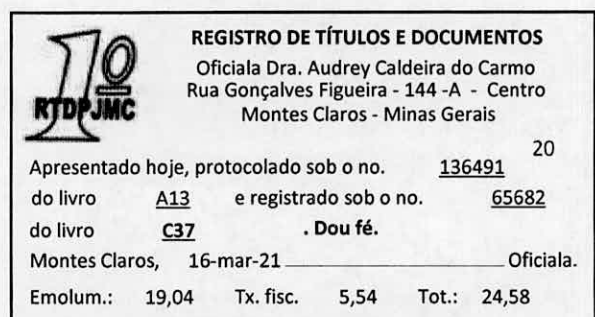 1º
RTDPJMC
REGISTRO DE TÍTULOS E DOCUMENTOS
Oficiala Dra. Audrey Caldeira do Carmo
Rua Gonçalves Figueira - 144 -A - Centro
Montes Claros - Minas Gerais
20
Apresentado hoje, protocolado sob o no. 136491
do livro A13 e registrado sob o no. 65682
do livro C37 . Dou fé.
Montes Claros, 16-mar-21 Oficiala.
Emolum.: 19,04 Tx. fisc. 5,54 Tot.: 24,58